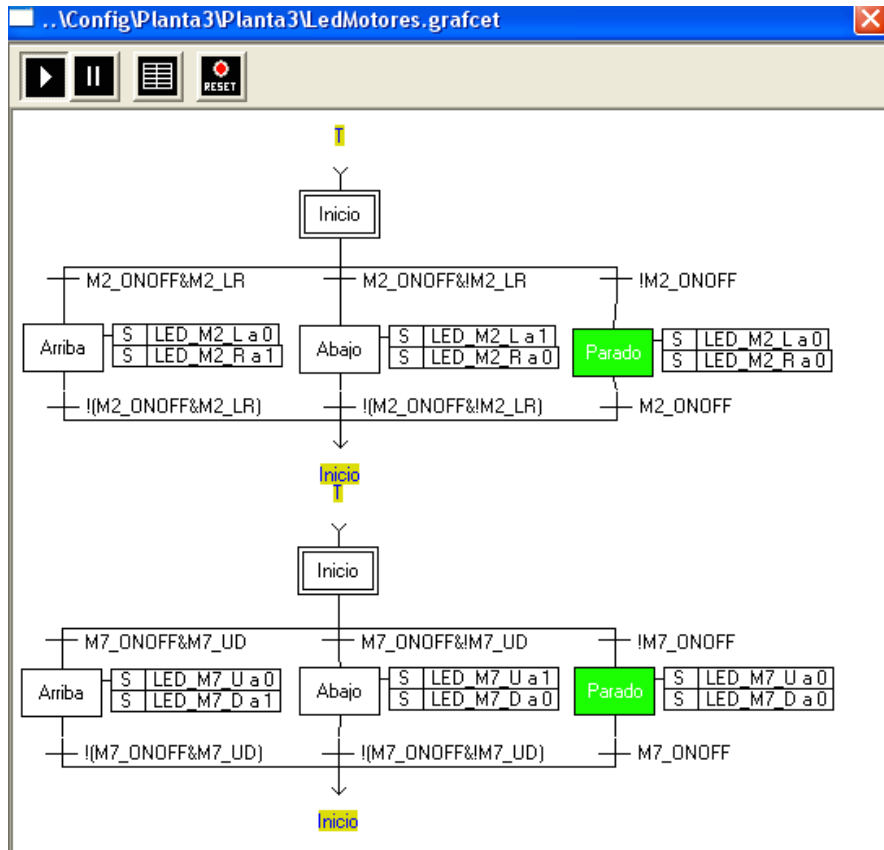 ..\Config\Planta3\Planta3\LedMotores.grafcet
RESET
T
Inicio
M2_ONOFF&M2_LR
M2_ONOFF&!M2_LR
!M2_ONOFF
Arriba
S LED_M2_L a 0
S LED_M2_R a 1
Abajo
S LED_M2_L a 1
S LED_M2_R a 0
Parado
S LED_M2_L a 0
S LED_M2_R a 0
!(M2_ONOFF&M2_LR)
!(M2_ONOFF&!M2_LR)
M2_ONOFF
Inicio
T
Inicio
M7_ONOFF&M7_UD
M7_ONOFF&!M7_UD
!M7_ONOFF
Arriba
S LED_M7_U a 0
S LED_M7_D a 1
Abajo
S LED_M7_U a 1
S LED_M7_D a 0
Parado
S LED_M7_U a 0
S LED_M7_D a 0
!(M7_ONOFF&M7_UD)
!(M7_ONOFF&!M7_UD)
M7_ONOFF
Inicio